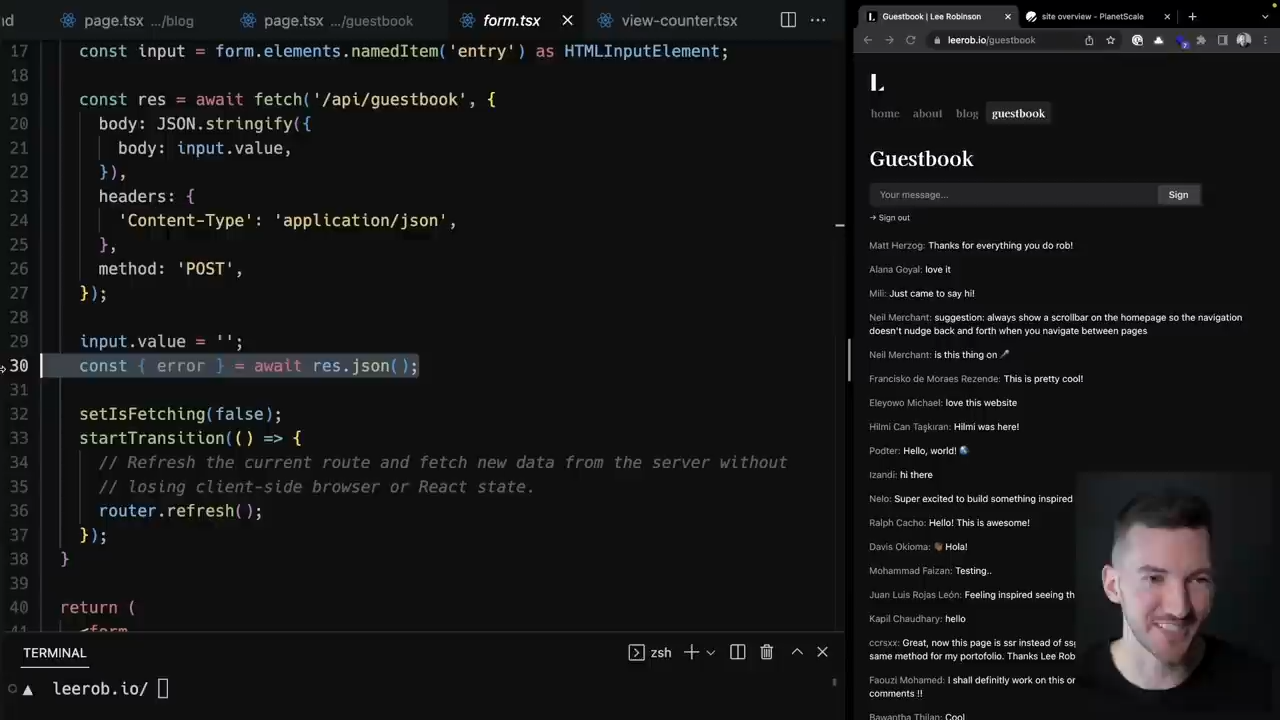 d
page.tsx .../blog
page.tsx .../guestbook
form.tsx
view-counter.tsx
17 const input = form.elements.namedItem('entry') as HTMLInputElement;
18
19 const res = await fetch('/api/guestbook', {
20 body: JSON.stringify({
21 body: input.value,
22 }),
23 headers: {
24 'Content-Type': 'application/json',
25 },
26 method: 'POST',
27 });
28
29 input.value = '';
30 const { error } = await res.json();
31
32 setIsFetching(false);
33 startTransition(() => {
34 // Refresh the current route and fetch new data from the server without
35 // losing client-side browser or React state.
36 router.refresh();
37 });
38 }
39
40 return (
41 <form
TERMINAL
zsh
leerob.io/
Guestbook | Lee Robinson
site overview - PlanetScale
leerob.io/guestbook
L
home about blog guestbook
Guestbook
Your message...
Sign
→ Sign out
Matt Herzog: Thanks for everything you do rob!
Alana Goyal: love it
Mili: Just came to say hi!
Neil Merchant: suggestion: always show a scrollbar on the homepage so the navigation
doesn't nudge back and forth when you navigate between pages
Neil Merchant: is this thing on 🎤
Francisko de Moraes Rezende: This is pretty cool!
Eleyowo Michael: love this website
Hilmi Can Taşkıran: Hilmi was here!
Podter: Hello, world! 🌏
Izandi: hi there
Nelo: Super excited to build something inspired
Ralph Cacho: Hello! This is awesome!
Davis Okioma: 👋🏾 Hola!
Mohammad Faizan: Testing..
Juan Luis Rojas León: Feeling inspired seeing th
Kapil Chaudhary: hello
ccrsxx: Great, now this page is ssr instead of ssg
same method for my portofolio. Thanks Lee Rob
Faouzi Mohamed: I shall definitly work on this or
comments !!
Bawantha Thilan: Cool